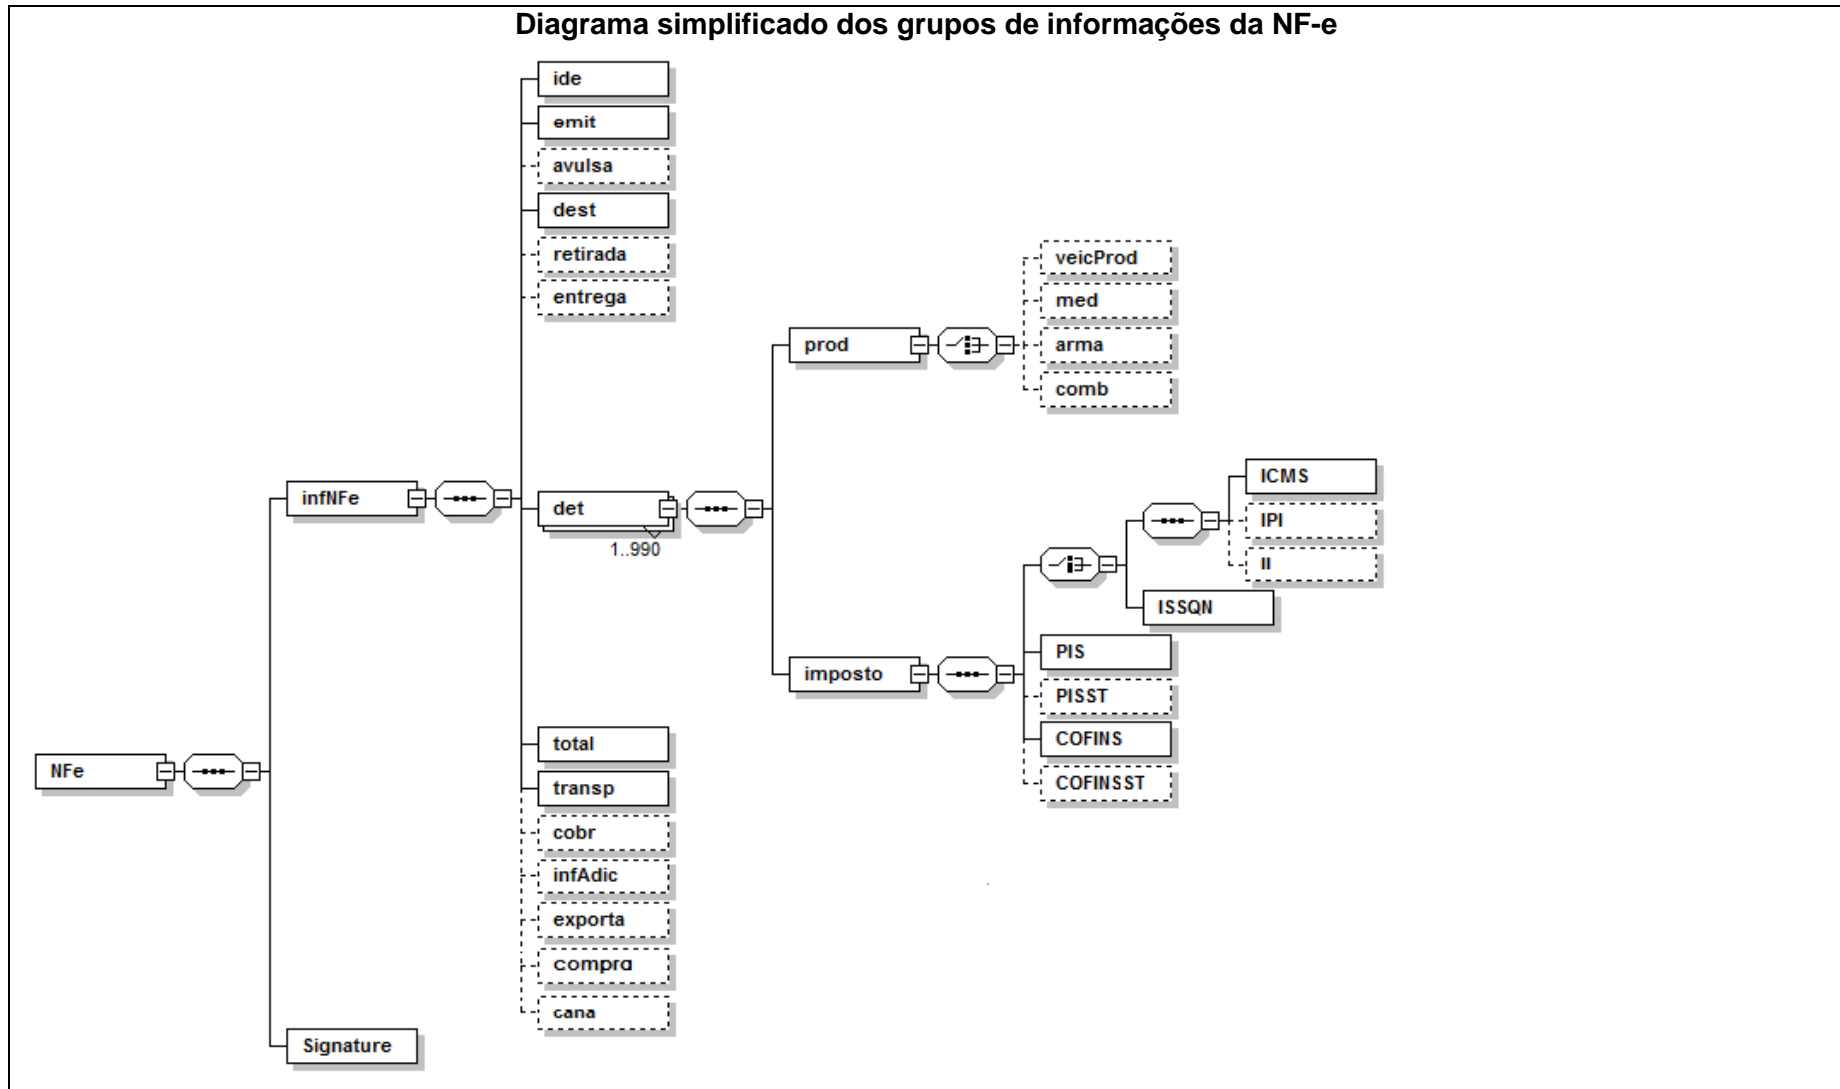 Diagrama simplificado dos grupos de informações da NF-e
ide
emit
avulsa
dest
retirada
entrega
veicProd
med
prod
arma
comb
ICMS
infNFe
det
IPI
1..990
II
ISSQN
PIS
imposto
PISST
COFINS
total
NFe
COFINSST
transp
cobr
infAdic
exporta
compra
cana
Signature